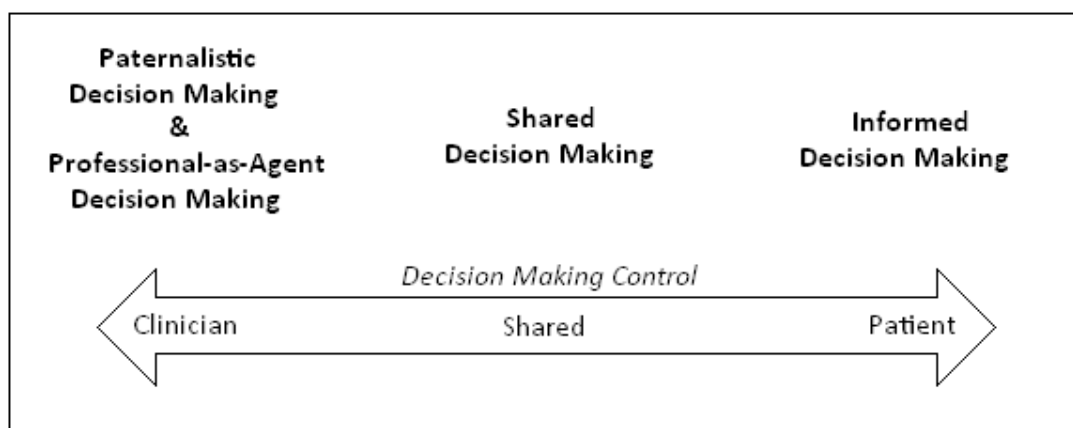 Paternalistic
Decision Making
&
Professional-as-Agent
Decision Making
Shared
Decision Making
Informed
Decision Making
Decision Making Control
Clinician
Shared
Patient